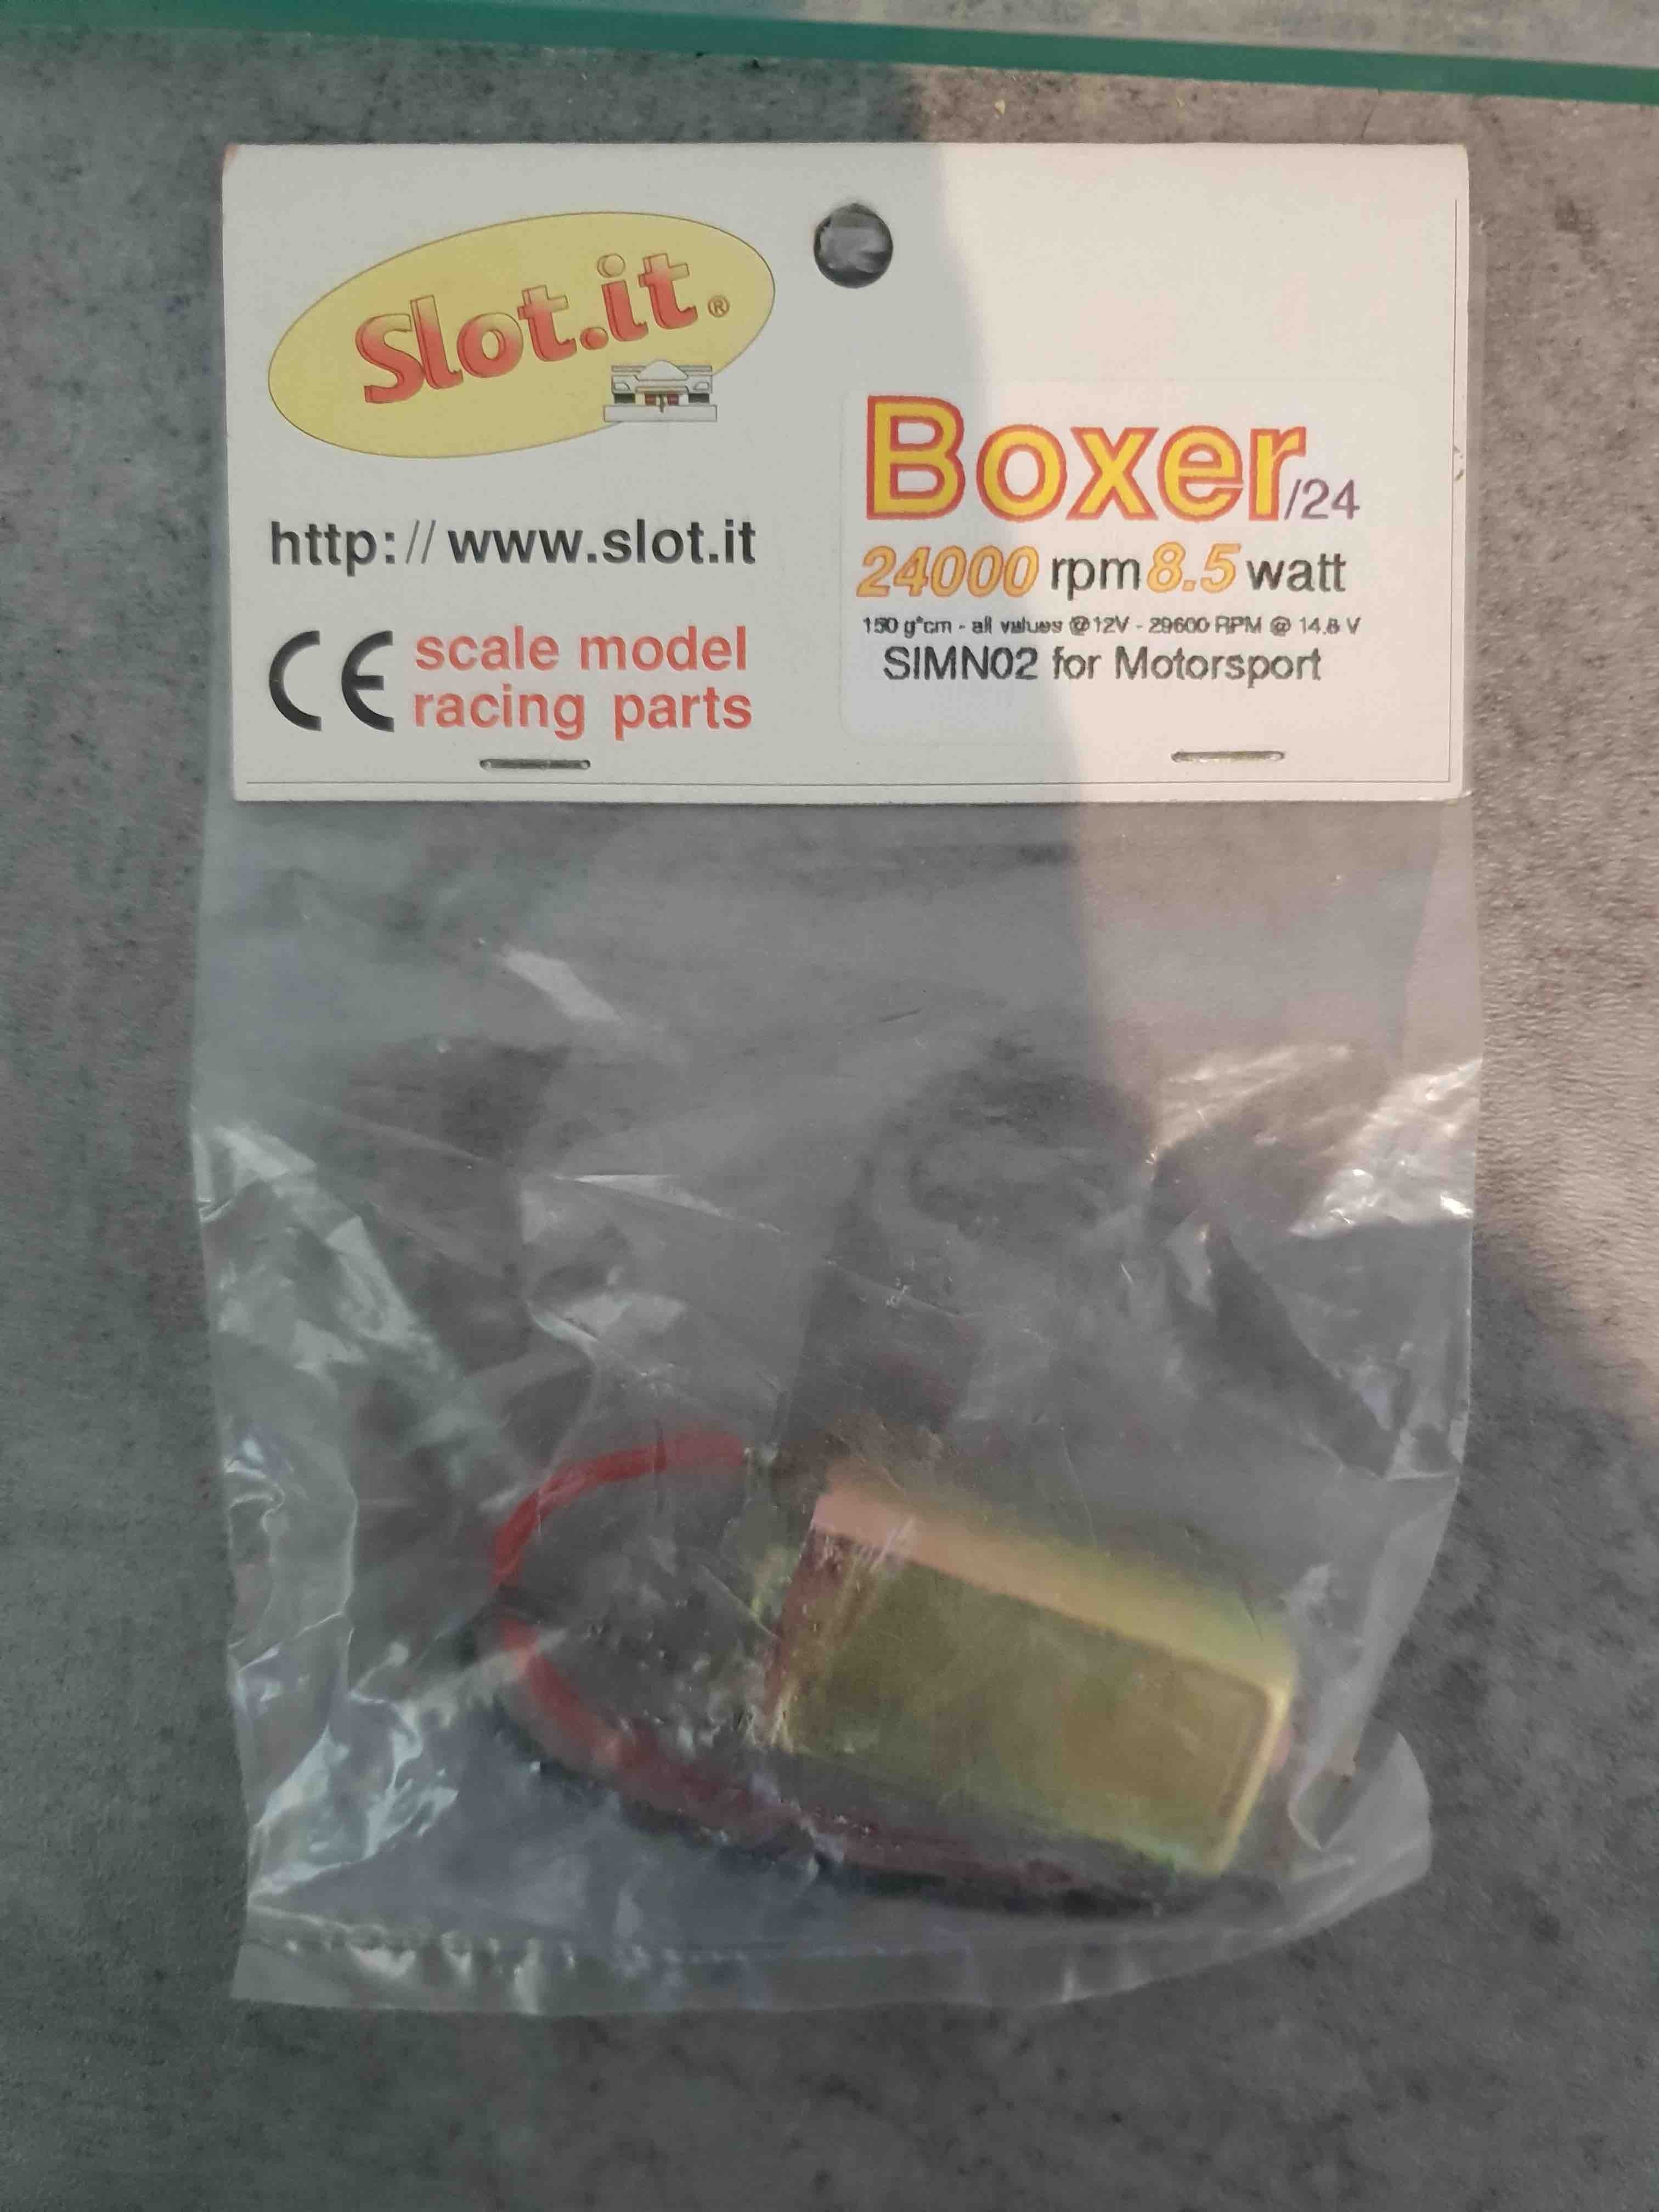 Slot.it®
Boxer/24
http://www.slot.it
24000 rpm 8.5 watt
150 g*cm - all values @12V - 29600 RPM @ 14.8 V
SIMN02 for Motorsport
CE scale model
racing parts